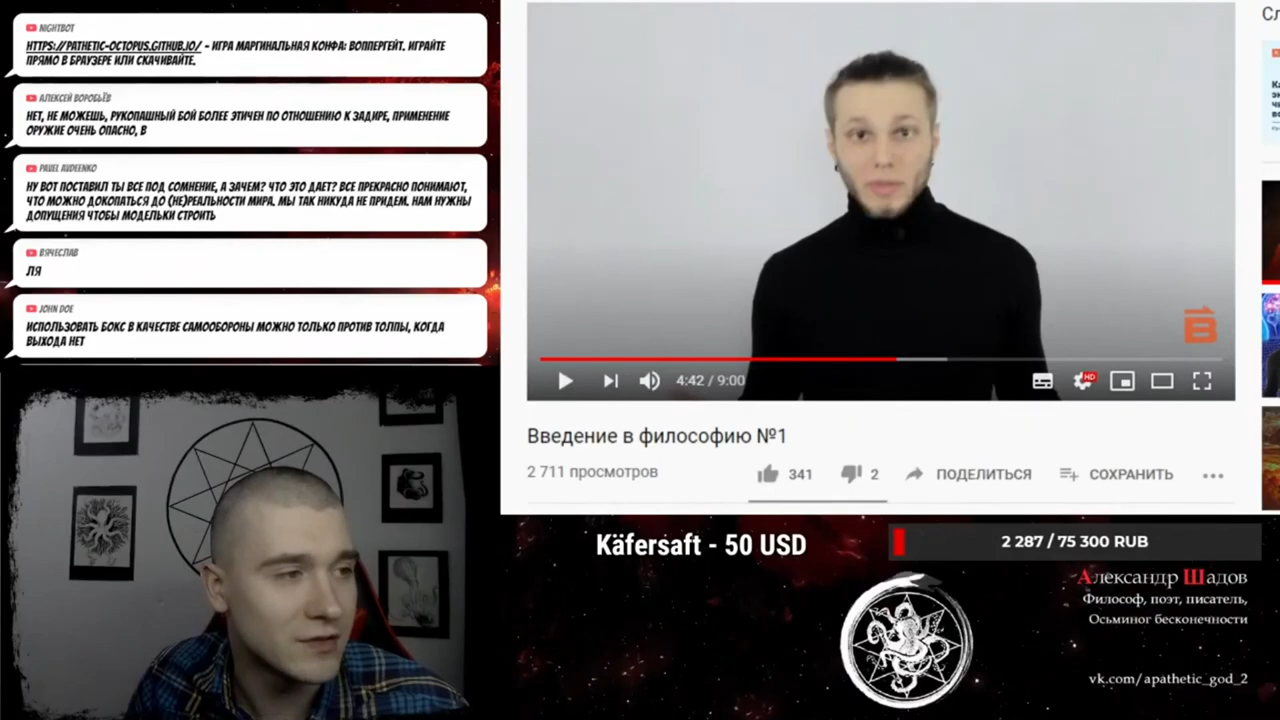 NIGHTBOT
HTTPS://PATHETIC-OCTOPUS.GITHUB.IO/ - ИГРА МАРГИНАЛЬНАЯ КОНФА: ВОППЕРГЕЙТ. ИГРАЙТЕ
ПРЯМО В БРАУЗЕРЕ ИЛИ СКАЧИВАЙТЕ.
АЛЕКСЕЙ ВОРОБЬЁВ
НЕТ, НЕ МОЖЕШЬ, РУКОПАШНЫЙ БОЙ БОЛЕЕ ЭТИЧЕН ПО ОТНОШЕНИЮ К ЗАДИРЕ, ПРИМЕНЕНИЕ
ОРУЖИЕ ОЧЕНЬ ОПАСНО, В
PAVEL AVDEENKO
НУ ВОТ ПОСТАВИЛ ТЫ ВСЕ ПОД СОМНЕНИЕ, А ЗАЧЕМ? ЧТО ЭТО ДАЕТ? ВСЕ ПРЕКРАСНО ПОНИМАЮТ,
ЧТО МОЖНО ДОКОПАТЬСЯ ДО (НЕ)РЕАЛЬНОСТИ МИРА. МЫ ТАК НИКУДА НЕ ПРИДЕМ. НАМ НУЖНЫ
ДОПУЩЕНИЯ ЧТОБЫ МОДЕЛЬКИ СТРОИТЬ
ВЯЧЕСЛАВ
ЛЯ
JOHN DOE
ИСПОЛЬЗОВАТЬ БОКС В КАЧЕСТВЕ САМООБОРОНЫ МОЖНО ТОЛЬКО ПРОТИВ ТОЛПЫ, КОГДА
ВЫХОДА НЕТ
4:42 / 9:00
HD
Введение в философию №1
2 711 просмотров
341
2
ПОДЕЛИТЬСЯ
СОХРАНИТЬ
Käfersaft - 50 USD
2 287 / 75 300 RUB
Александр Шадов
Философ, поэт, писатель,
Осьминог бесконечности
vk.com/apathetic_god_2